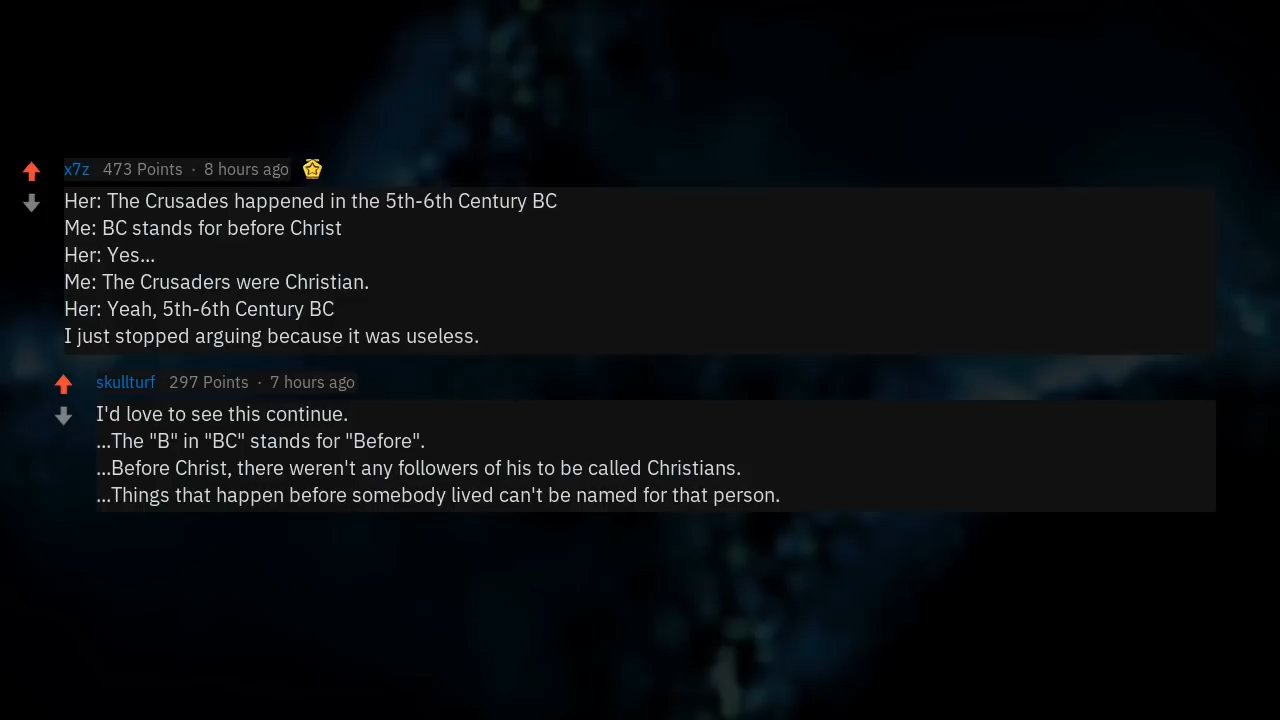 x7z 473 Points · 8 hours ago
Her: The Crusades happened in the 5th-6th Century BC
Me: BC stands for before Christ
Her: Yes...
Me: The Crusaders were Christian.
Her: Yeah, 5th-6th Century BC
I just stopped arguing because it was useless.
skullturf 297 Points · 7 hours ago
I'd love to see this continue.
...The "B" in "BC" stands for "Before".
...Before Christ, there weren't any followers of his to be called Christians.
...Things that happen before somebody lived can't be named for that person.